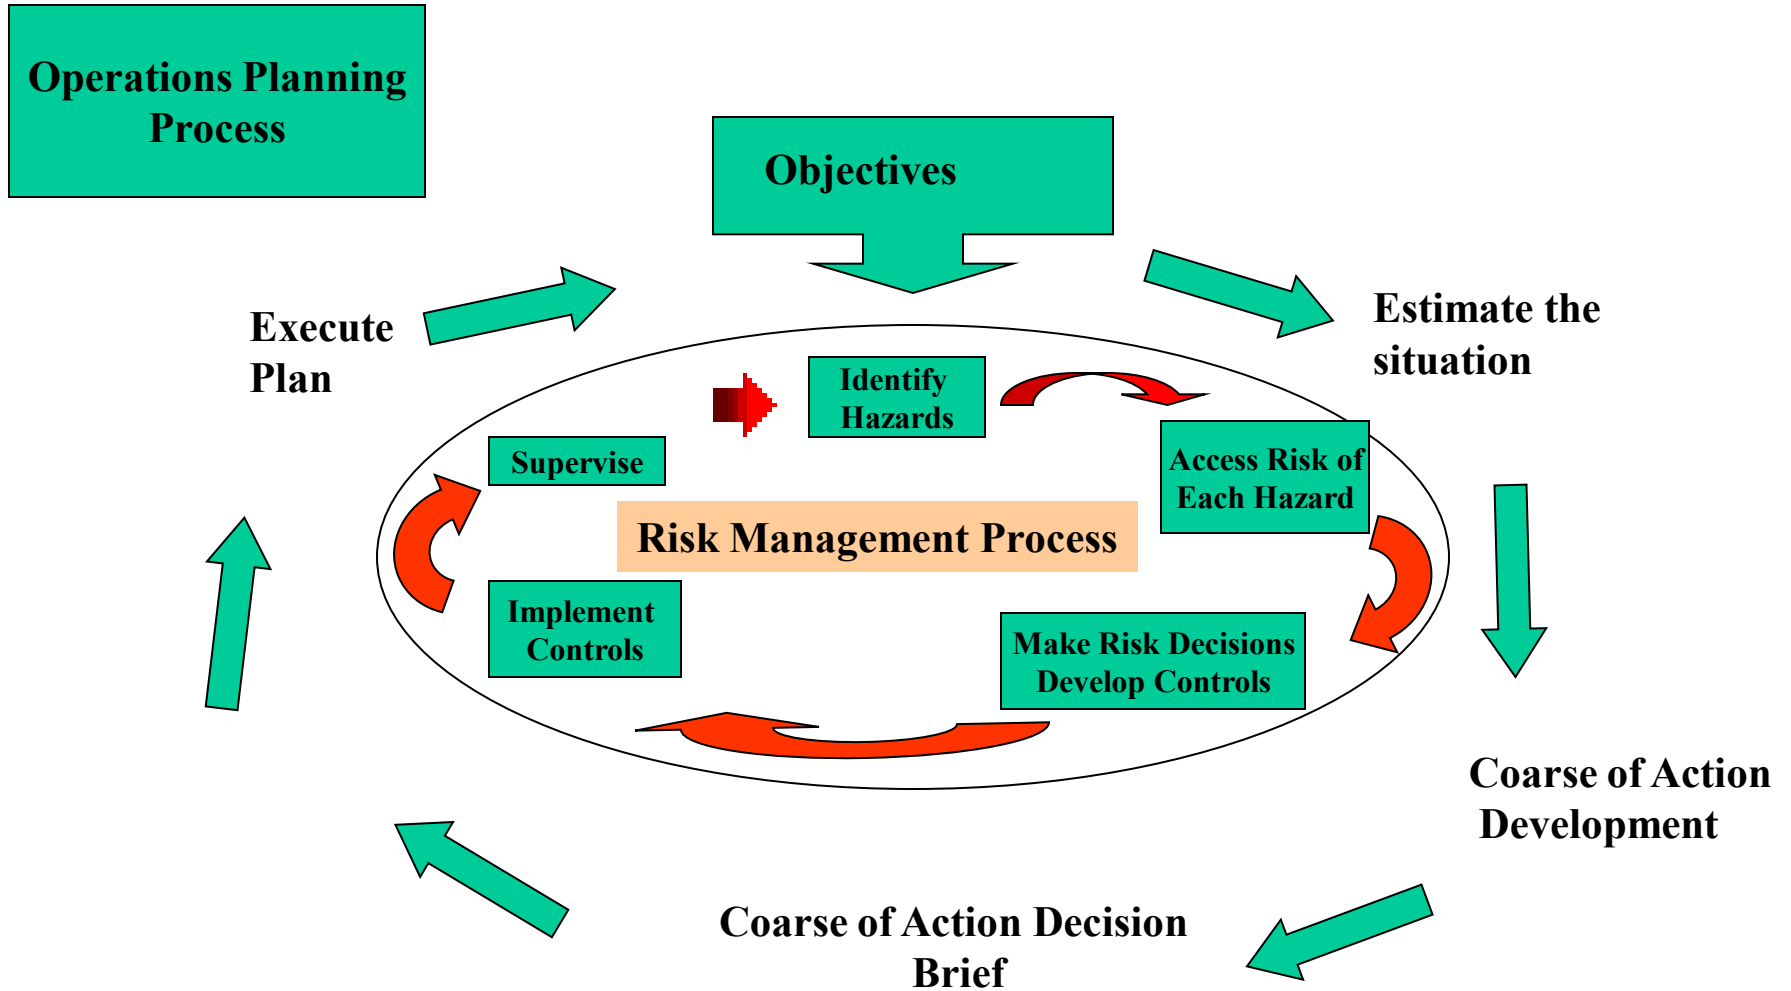 Operations Planning
Process
Objectives
Execute
Plan
Estimate the
situation
Identify
Hazards
Supervise
Access Risk of
Each Hazard
Risk Management Process
Implement
Controls
Make Risk Decisions
Develop Controls
Coarse of Action
Development
Coarse of Action Decision
Brief